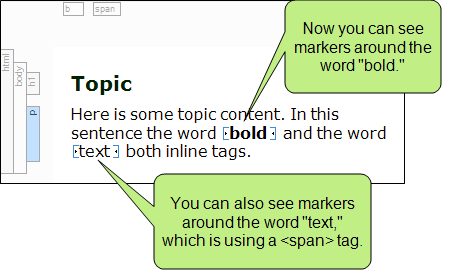 b span
Now you can see
markers around the
word "bold."
html
body
h1
p
Topic
Here is some topic content. In this
sentence the word bold and the word
text both inline tags.
You can also see markers
around the word "text,"
which is using a <span> tag.